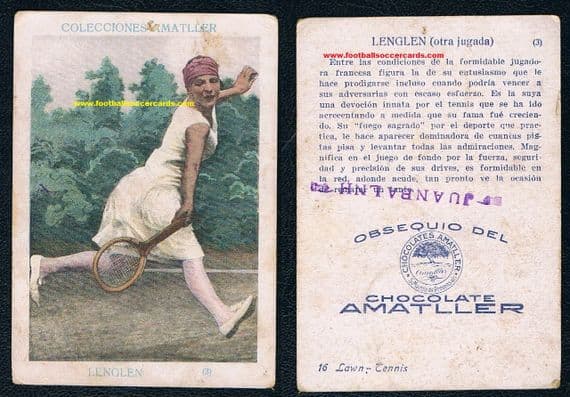 COLECCIONES AMATLLER
www.footballsoccercards.com
LENGLEN (3)
LENGLEN (otra jugada) (3)
www.footballsoccercards.com
Entre las condiciones de la formidable jugado-
ra francesa figura la de su entusiasmo que le
hace prodigarse incluso cuando podría vencer a
sus adversarias con escaso esfuerzo. Es la suya
una devoción innata por el tennis que se ha ido
acrecentando a medida que su fama fué crecien-
do. Su "fuego sagrado" por el deporte que prac-
tica, le hace aparecer dominadora de cuantas pis-
tas pisa y levantar todas las admiraciones. Mag-
nífica en el juego de fondo por la fuerza, seguri-
dad y precisión de sus drives, es formidable en
la red, adonde acude, tan pronto ve la ocasión
de rematar un tanto.
OBSEQUIO DEL
CHOCOLATES AMATLLER
CHOCOLATE
AMATLLER
16 Lawn-Tennis